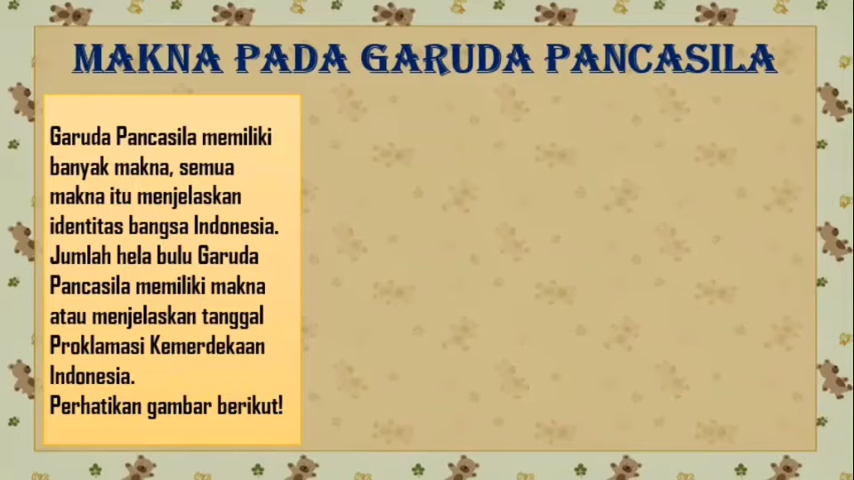 MAKNA PADA GARUDA PANCASILA
Garuda Pancasila memiliki
banyak makna, semua
makna itu menjelaskan
identitas bangsa Indonesia.
Jumlah hela bulu Garuda
Pancasila memiliki makna
atau menjelaskan tanggal
Proklamasi Kemerdekaan
Indonesia.
Perhatikan gambar berikut!